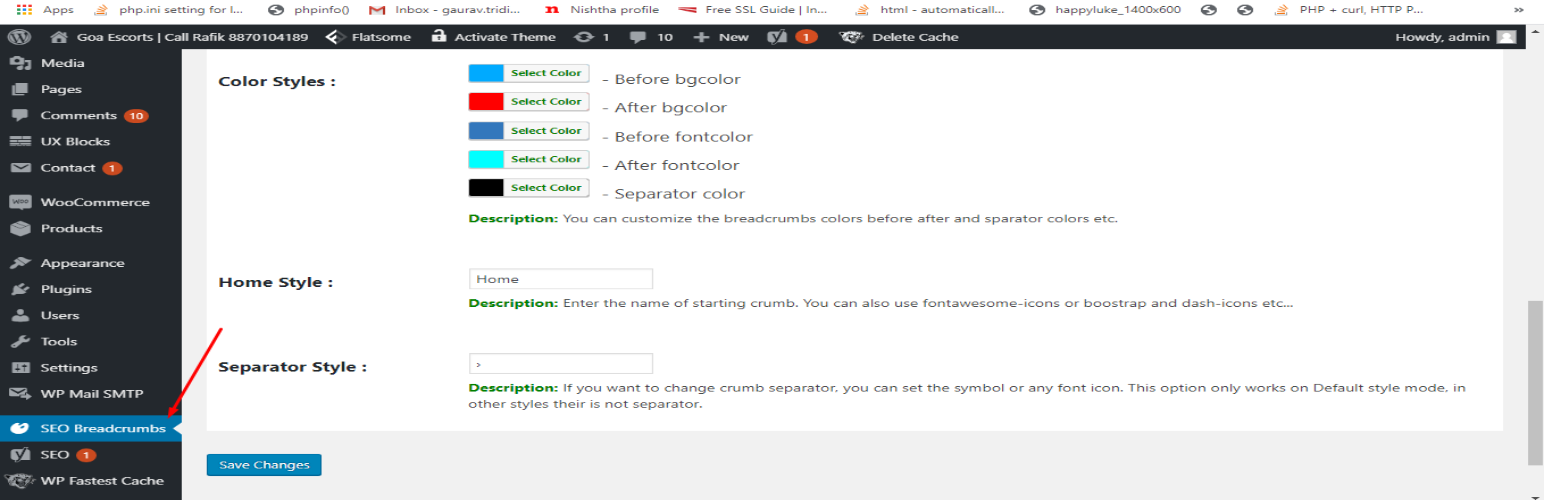 Apps php.ini setting for l... phpinfo() Inbox - gaurav.tridi... Nishtha profile Free SSL Guide | In... html - automaticall... happyluke_1400x600 PHP + curl, HTTP P... »
Goa Escorts | Call Rafik 8870104189 Flatsome Activate Theme 1 10 + New 1 Delete Cache Howdy, admin
Media
Pages
Comments 10
UX Blocks
Contact 1
WooCommerce
Products
Appearance
Plugins
Users
Tools
Settings
WP Mail SMTP
SEO Breadcrumbs
SEO 1
WP Fastest Cache
Color Styles :
Select Color - Before bgcolor
Select Color - After bgcolor
Select Color - Before fontcolor
Select Color - After fontcolor
Select Color - Separator color
Description: You can customize the breadcrumbs colors before after and sparator colors etc.
Home Style :
Home
Description: Enter the name of starting crumb. You can also use fontawesome-icons or boostrap and dash-icons etc...
Separator Style :
›
Description: If you want to change crumb separator, you can set the symbol or any font icon. This option only works on Default style mode, in
other styles their is not separator.
Save Changes